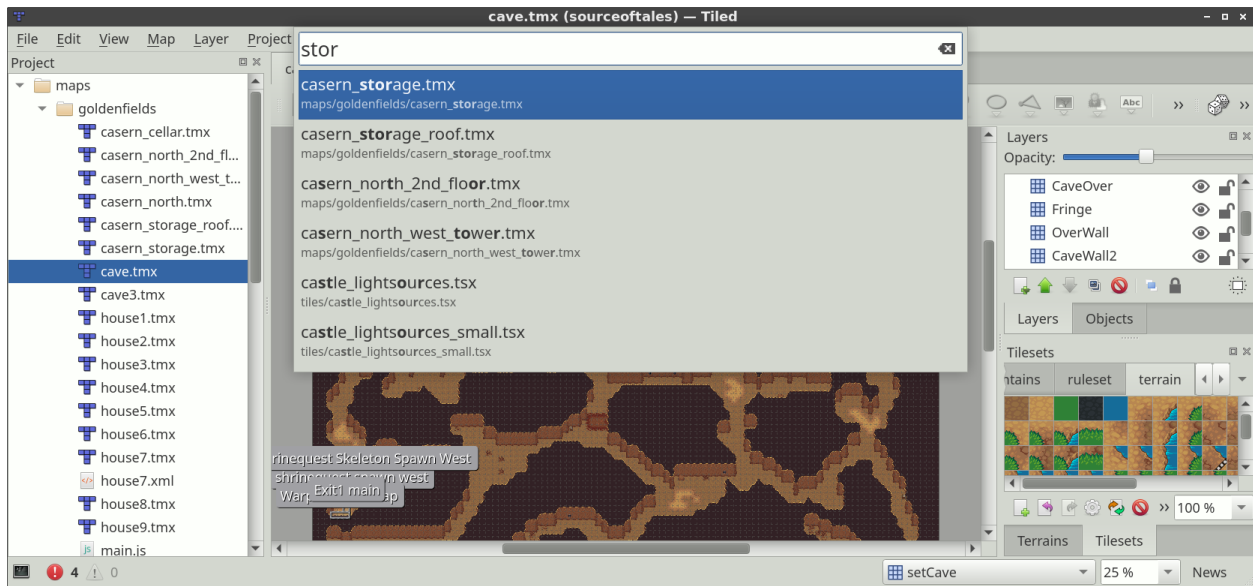 cave.tmx (sourceoftales) — Tiled
File Edit View Map Layer Project
Project
maps
goldenfields
casern_cellar.tmx
casern_north_2nd_fl...
casern_north_west_t...
casern_north.tmx
casern_storage_roof....
casern_storage.tmx
cave.tmx
cave3.tmx
house1.tmx
house2.tmx
house3.tmx
house4.tmx
house5.tmx
house6.tmx
house7.tmx
house7.xml
house8.tmx
house9.tmx
main.js
stor
casern_storage.tmx
maps/goldenfields/casern_storage.tmx
casern_storage_roof.tmx
maps/goldenfields/casern_storage_roof.tmx
casern_north_2nd_floor.tmx
maps/goldenfields/casern_north_2nd_floor.tmx
casern_north_west_tower.tmx
maps/goldenfields/casern_north_west_tower.tmx
castle_lightsources.tsx
tiles/castle_lightsources.tsx
castle_lightsources_small.tsx
tiles/castle_lightsources_small.tsx
rinequest Skeleton Spawn West
west
Exit1 main
Abc
Layers
Opacity:
CaveOver
Fringe
OverWall
CaveWall2
Layers Objects
Tilesets
ntains ruleset terrain
100 %
Terrains Tilesets
4 0
setCave 25 % News